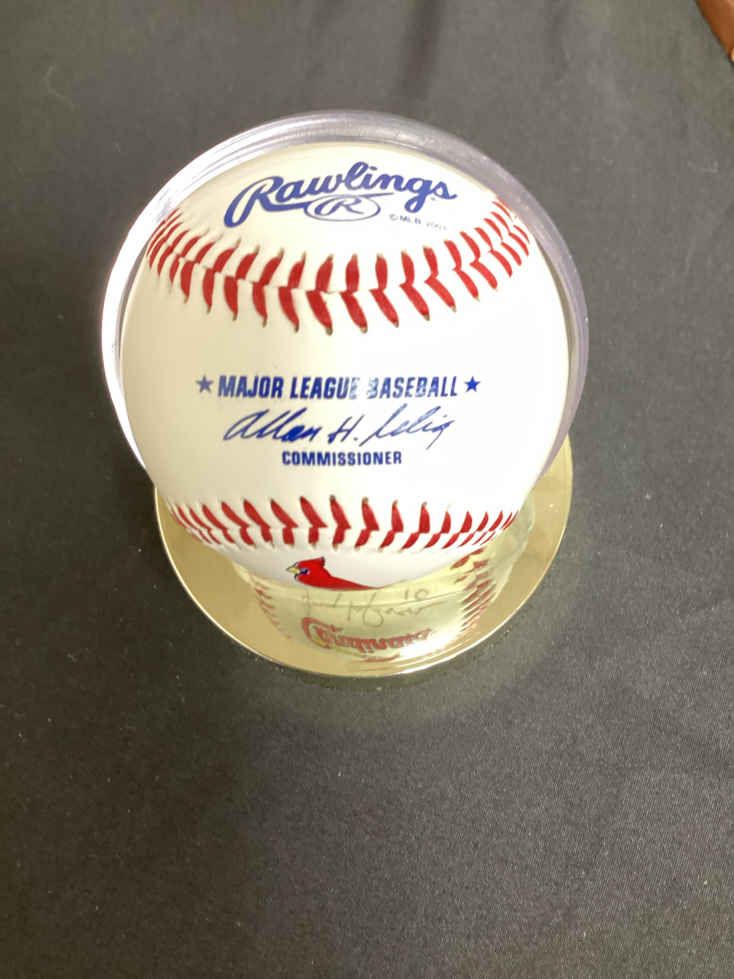 Rawlings
R
© MLB
★ MAJOR LEAGUE BASEBALL ★
Allan H. Selig
COMMISSIONER